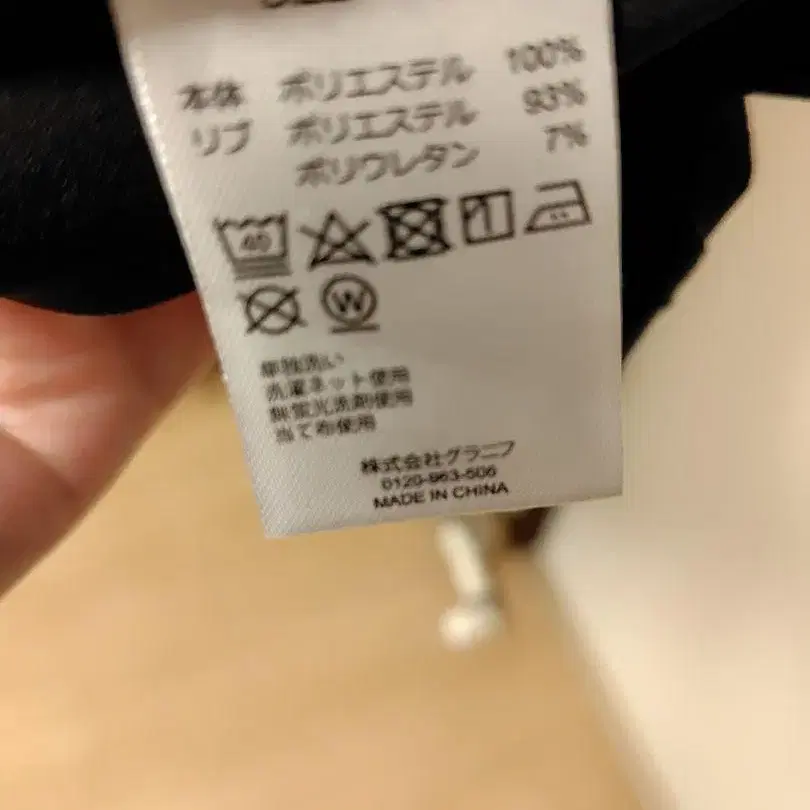 本体 ポリエステル 100%
リブ ポリエステル 93%
ポリウレタン 7%
40
W
単独洗い
洗濯ネット使用
無蛍光洗剤使用
当て布使用
株式会社グラニフ
0120-963-506
MADE IN CHINA